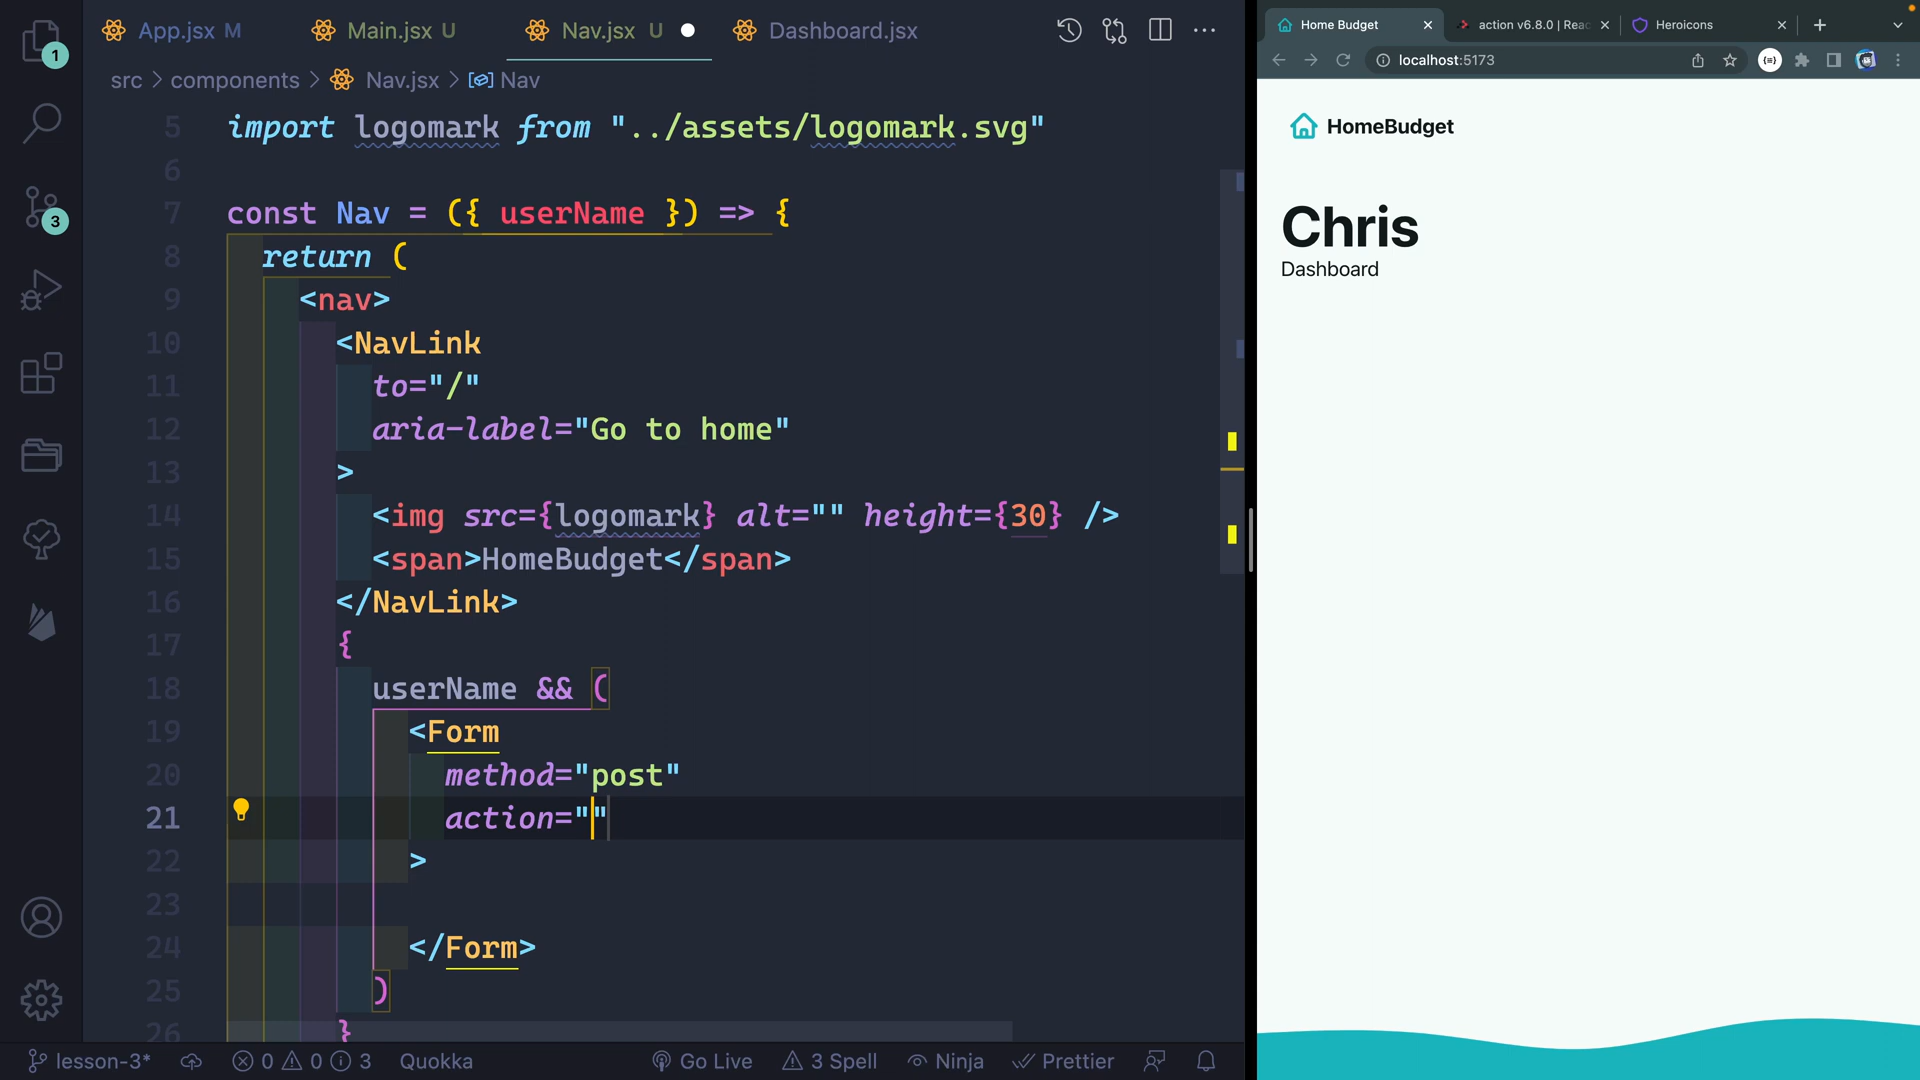 App.jsx M
Main.jsx U
Nav.jsx U
Dashboard.jsx
src > components > Nav.jsx > Nav
5 import logomark from "../assets/logomark.svg"
6
7 const Nav = ({ userName }) => {
8 return (
9 <nav>
10 <NavLink
11 to="/"
12 aria-label="Go to home"
13 >
14 <img src={logomark} alt="" height={30} />
15 <span>HomeBudget</span>
16 </NavLink>
17 {
18 userName && (
19 <Form
20 method="post"
21 action=""
22 >
23
24 </Form>
25 )
26 }
1
3
lesson-3* 0 0 3 Quokka Go Live 3 Spell Ninja Prettier
Home Budget
action v6.8.0 | Reac
Heroicons
localhost:5173
HomeBudget
Chris
Dashboard